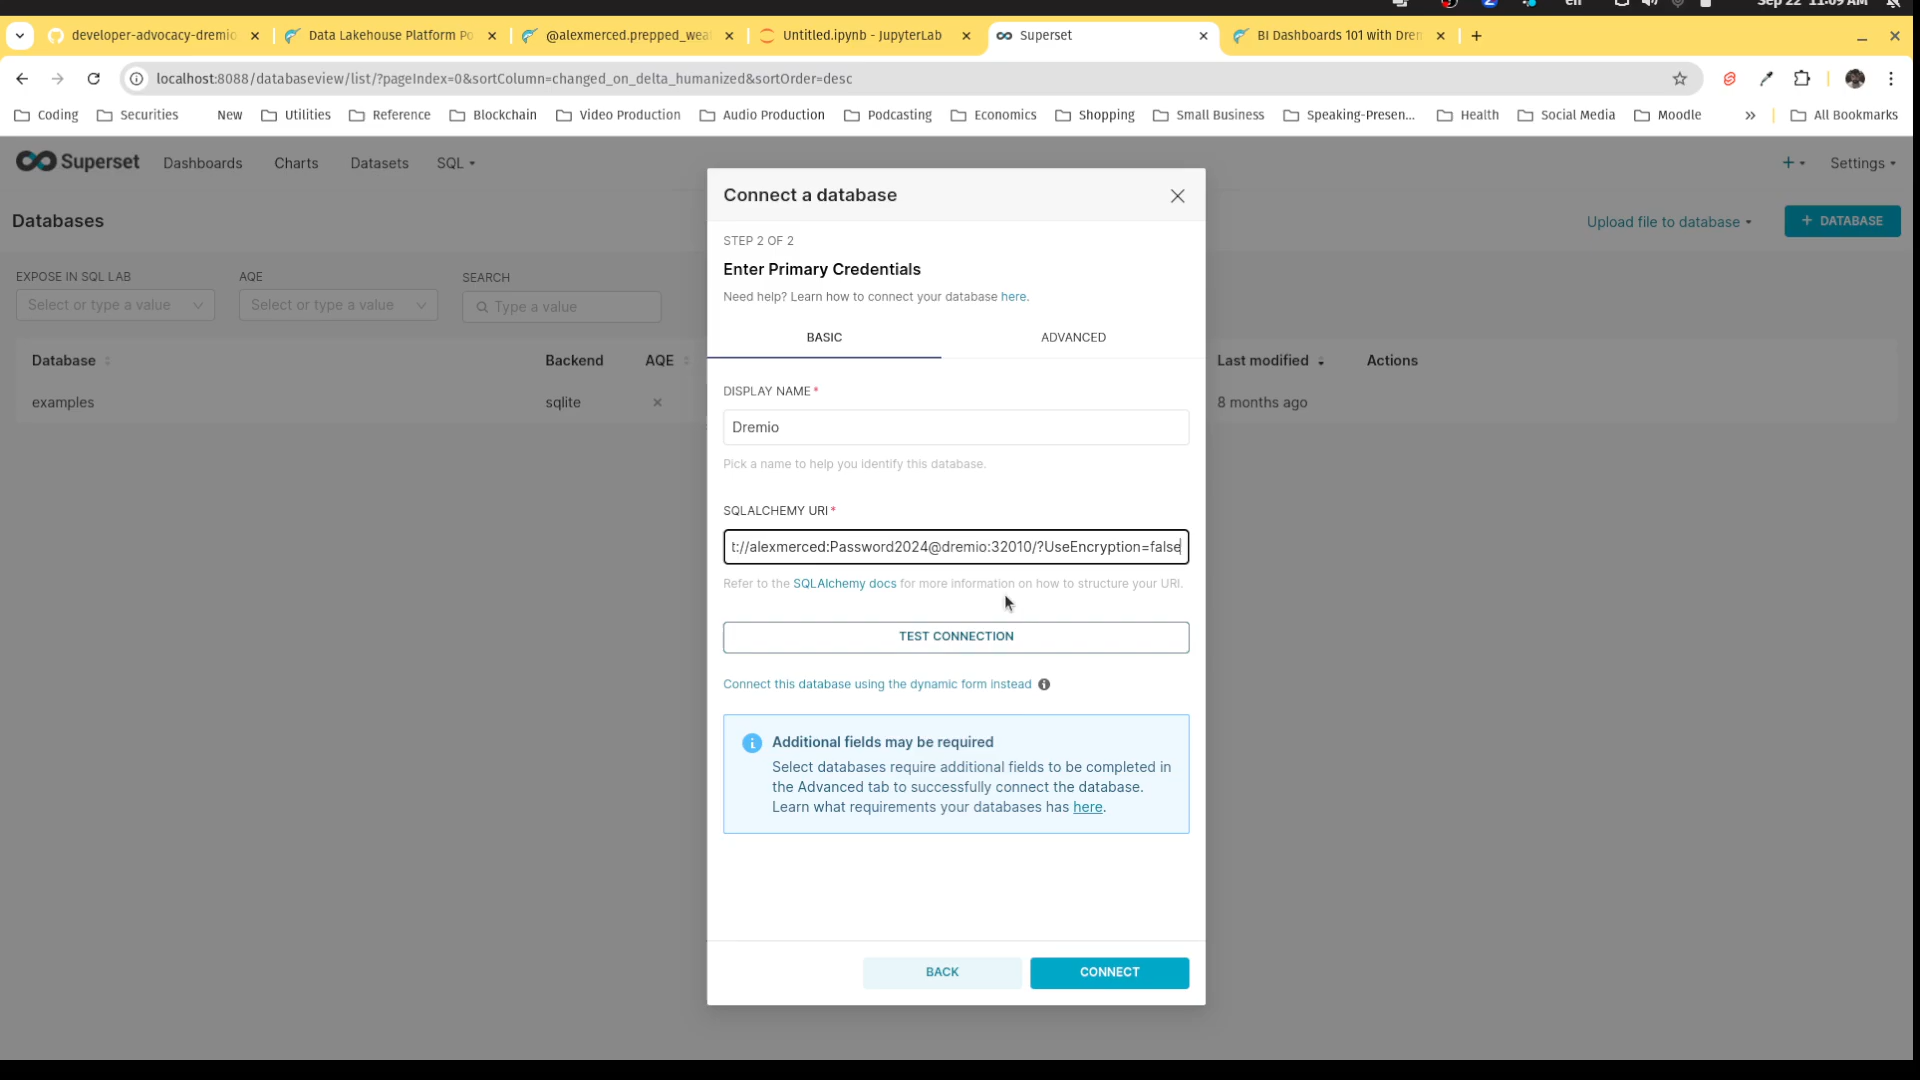 en
Sep 22 11:09 AM
developer-advocacy-dremio
Data Lakehouse Platform Po
@alexmerced.prepped_wea
Untitled.ipynb - JupyterLab
Superset
BI Dashboards 101 with Drem
localhost:8088/databaseview/list/?pageIndex=0&sortColumn=changed_on_delta_humanized&sortOrder=desc
Coding
Securities
New
Utilities
Reference
Blockchain
Video Production
Audio Production
Podcasting
Economics
Shopping
Small Business
Speaking-Presen...
Health
Social Media
Moodle
»
All Bookmarks
Superset
Dashboards
Charts
Datasets
SQL
+
Settings
Databases
Upload file to database
+ DATABASE
EXPOSE IN SQL LAB
AQE
SEARCH
Select or type a value
Select or type a value
Type a value
Database
Backend
AQE
Last modified
Actions
examples
sqlite
8 months ago
Connect a database
STEP 2 OF 2
Enter Primary Credentials
Need help? Learn how to connect your database here.
BASIC
ADVANCED
DISPLAY NAME*
Dremio
Pick a name to help you identify this database.
SQLALCHEMY URI*
t://alexmerced:Password2024@dremio:32010/?UseEncryption=false
Refer to the SQLAlchemy docs for more information on how to structure your URI.
TEST CONNECTION
Connect this database using the dynamic form instead
Additional fields may be required
Select databases require additional fields to be completed in
the Advanced tab to successfully connect the database.
Learn what requirements your databases has here.
BACK
CONNECT